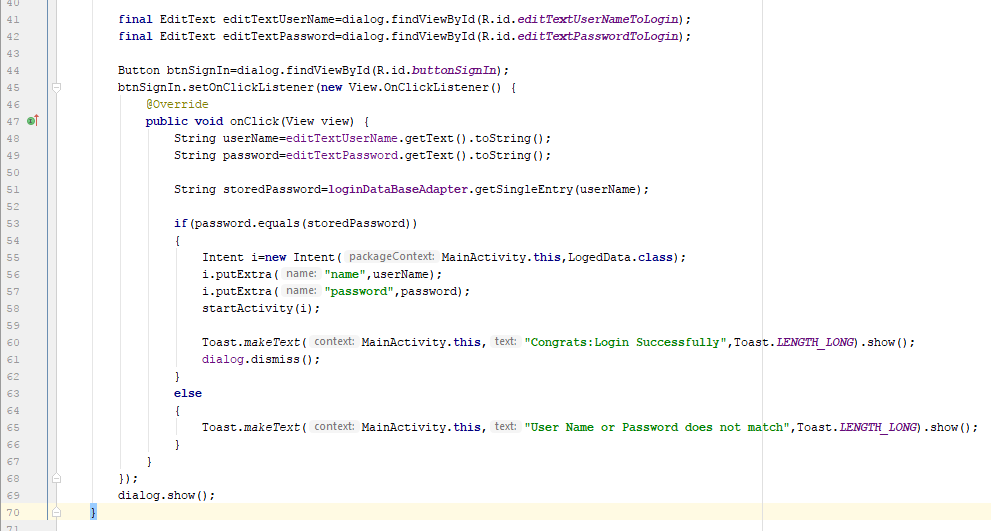 40
41 final EditText editTextUserName=dialog.findViewById(R.id.editTextUserNameToLogin);
42 final EditText editTextPassword=dialog.findViewById(R.id.editTextPasswordToLogin);
43
44 Button btnSignIn=dialog.findViewById(R.id.buttonSignIn);
45 btnSignIn.setOnClickListener(new View.OnClickListener() {
46 @Override
47 public void onClick(View view) {
48 String userName=editTextUserName.getText().toString();
49 String password=editTextPassword.getText().toString();
50
51 String storedPassword=loginDataBaseAdapter.getSingleEntry(userName);
52
53 if(password.equals(storedPassword))
54 {
55 Intent i=new Intent( packageContext: MainActivity.this,LogedData.class);
56 i.putExtra( name: "name",userName);
57 i.putExtra( name: "password",password);
58 startActivity(i);
59
60 Toast.makeText( context: MainActivity.this, text: "Congrats:Login Successfully",Toast.LENGTH_LONG).show();
61 dialog.dismiss();
62 }
63 else
64 {
65 Toast.makeText( context: MainActivity.this, text: "User Name or Password does not match",Toast.LENGTH_LONG).show();
66 }
67 }
68 });
69 dialog.show();
70 }
71